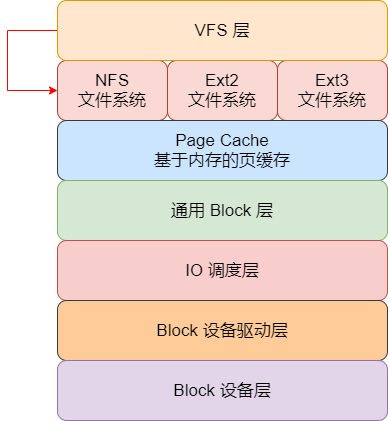 VFS 层
NFS
文件系统
Ext2
文件系统
Ext3
文件系统
Page Cache
基于内存的页缓存
通用 Block 层
IO 调度层
Block 设备驱动层
Block 设备层